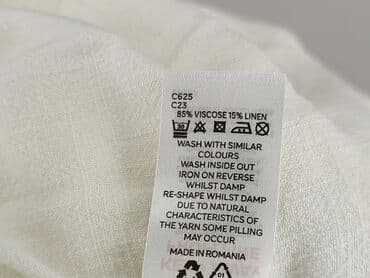 C625
C23
85% VISCOSE 15% LINEN
WASH WITH SIMILAR
COLOURS
WASH INSIDE OUT
IRON ON REVERSE
WHILST DAMP
RE-SHAPE WHILST DAMP
DUE TO NATURAL
CHARACTERISTICS OF
THE YARN SOME PILLING
MAY OCCUR
MADE IN ROMANIA